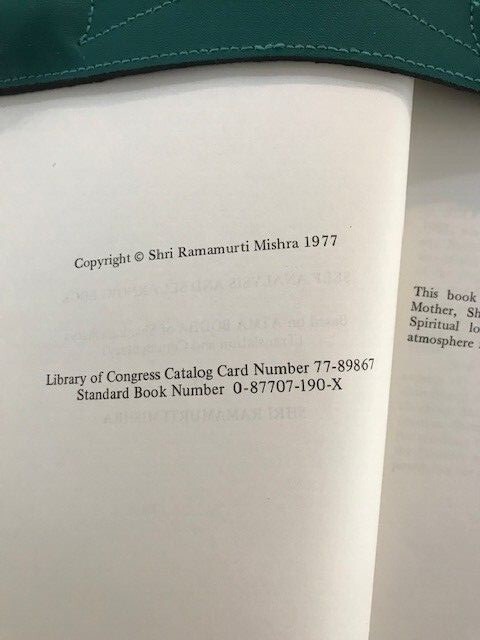 Copyright © Shri Ramamurti Mishra 1977
Library of Congress Catalog Card Number 77-89867
Standard Book Number 0-87707-190-X
This book
Mother, Sh
Spiritual lo
atmosphere